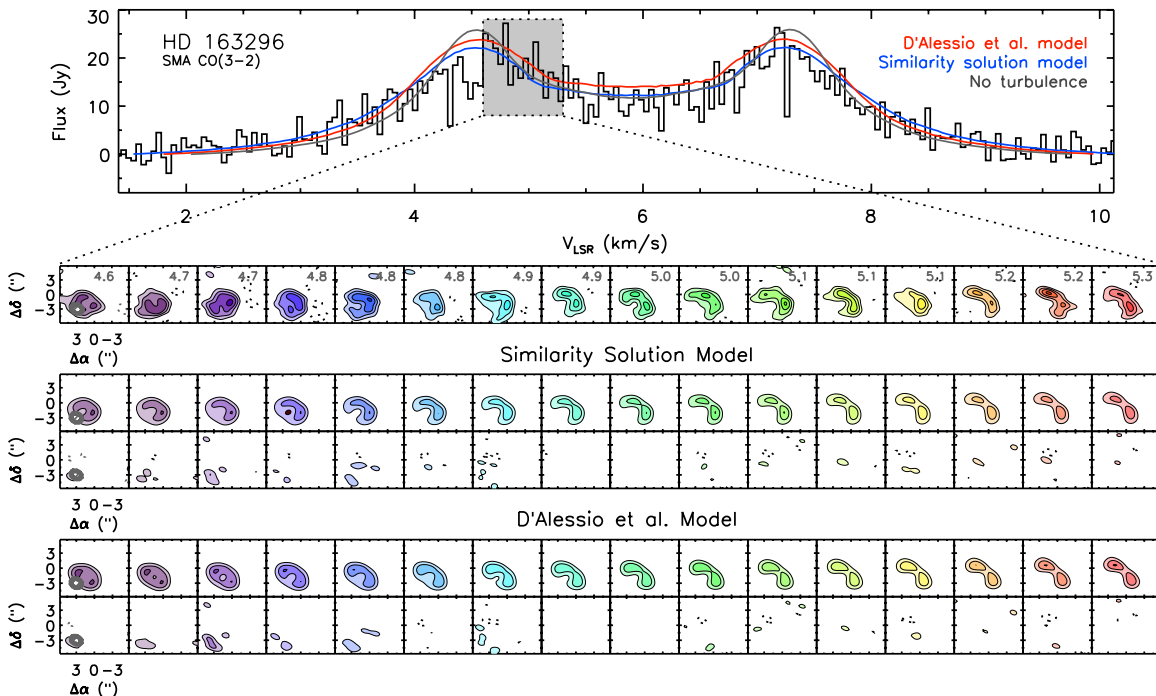 30
20
10
0
Flux (Jy)
HD 163296
SMA CO(3-2)
D'Alessio et al. model
Similarity solution model
No turbulence
2 4 6 8 10
V_LSR (km/s)
4.6 4.7 4.7 4.8 4.8 4.8 4.9 4.9 5.0 5.0 5.1 5.1 5.1 5.2 5.2 5.3
Δδ (")
3
0
-3
3 0-3
Δα (")
Similarity Solution Model
Δδ (")
3
0
-3
3
0
-3
3 0-3
Δα (")
D'Alessio et al. Model
Δδ (")
3
0
-3
3
0
-3
3 0-3
Δα (")